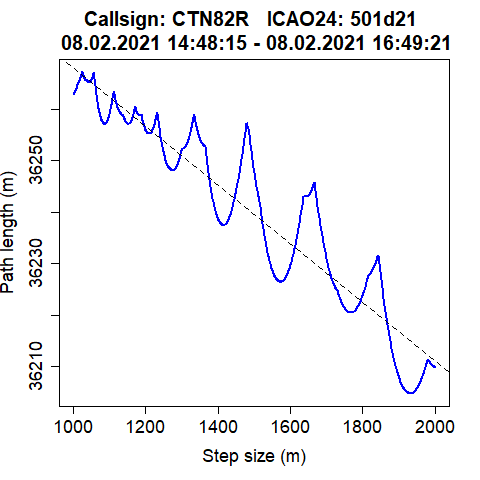 Callsign: CTN82R ICAO24: 501d21
08.02.2021 14:48:15 - 08.02.2021 16:49:21
Path length (m)
36250
36230
36210
1000 1200 1400 1600 1800 2000
Step size (m)